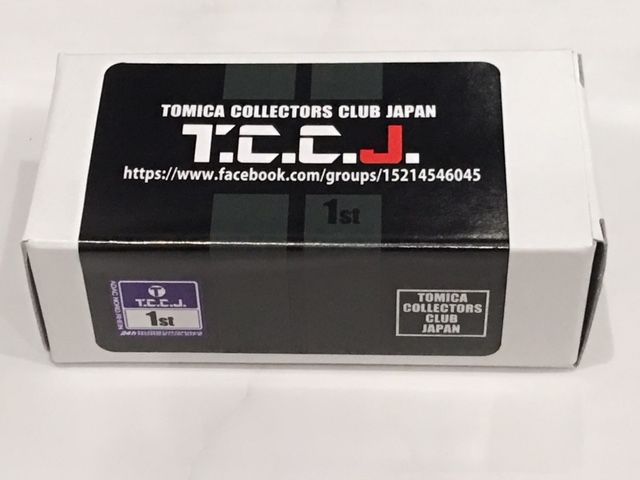 TOMICA COLLECTORS CLUB JAPAN
T.C.C.J.
https://www.facebook.com/groups/15214546045
1st
T
T.C.C.J.
1st
TOMICA
COLLECTORS
CLUB
JAPAN